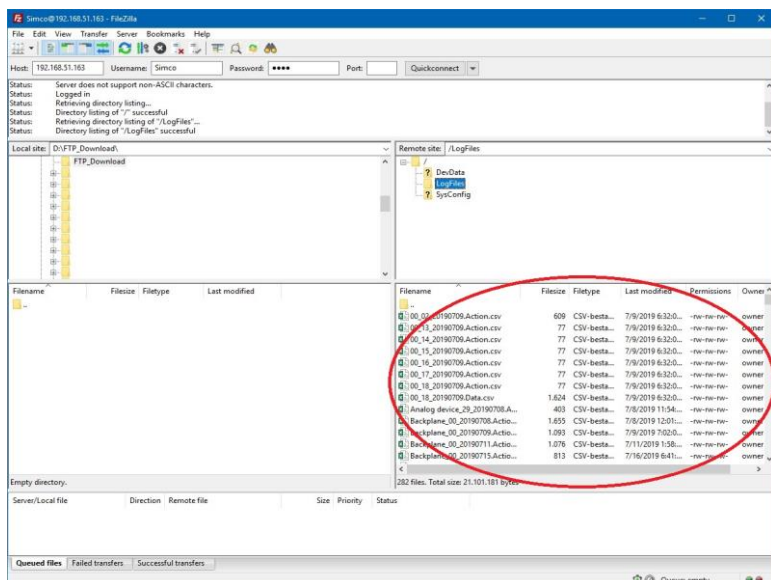 Simco@192.168.51.163 - FileZilla
File Edit View Transfer Server Bookmarks Help
Host: 192.168.51.163 Username: Simco Password: •••• Port: Quickconnect
Status: Server does not support non-ASCII characters.
Status: Logged in
Status: Retrieving directory listing...
Status: Directory listing of "/" successful
Status: Retrieving directory listing of "/LogFiles"...
Status: Directory listing of "/LogFiles" successful
Local site: D:\FTP_Download\
FTP_Download
Remote site: /LogFiles
/
? DevData
LogFiles
? SysConfig
Filename Filesize Filetype Last modified
..
Empty directory.
Filename Filesize Filetype Last modified Permissions Owner
..
00_02_20190709.Action.csv 609 CSV-besta... 7/9/2019 6:32:0... -rw-rw-rw- owner
00_13_20190709.Action.csv 77 CSV-besta... 7/9/2019 6:32:0... -rw-rw-rw- owner
00_14_20190709.Action.csv 77 CSV-besta... 7/9/2019 6:32:0... -rw-rw-rw- owner
00_15_20190709.Action.csv 77 CSV-besta... 7/9/2019 6:32:0... -rw-rw-rw- owner
00_16_20190709.Action.csv 77 CSV-besta... 7/9/2019 6:32:0... -rw-rw-rw- owner
00_17_20190709.Action.csv 77 CSV-besta... 7/9/2019 6:32:0... -rw-rw-rw- owner
00_18_20190709.Action.csv 77 CSV-besta... 7/9/2019 6:32:0... -rw-rw-rw- owner
00_18_20190709.Data.csv 1.624 CSV-besta... 7/9/2019 6:32:0... -rw-rw-rw- owner
Analog device_29_20190708.A... 403 CSV-besta... 7/8/2019 11:54:... -rw-rw-rw- owner
Backplane_00_20190708.Actio... 1.655 CSV-besta... 7/8/2019 12:01:... -rw-rw-rw- owner
Backplane_00_20190709.Actio... 1.093 CSV-besta... 7/9/2019 7:02:0... -rw-rw-rw- owner
Backplane_00_20190711.Actio... 1.076 CSV-besta... 7/11/2019 1:58:... -rw-rw-rw- owner
Backplane_00_20190715.Actio... 813 CSV-besta... 7/16/2019 6:41:... -rw-rw-rw- owner
282 files. Total size: 21.101.181 bytes
Server/Local file Direction Remote file Size Priority Status
Queued files Failed transfers Successful transfers